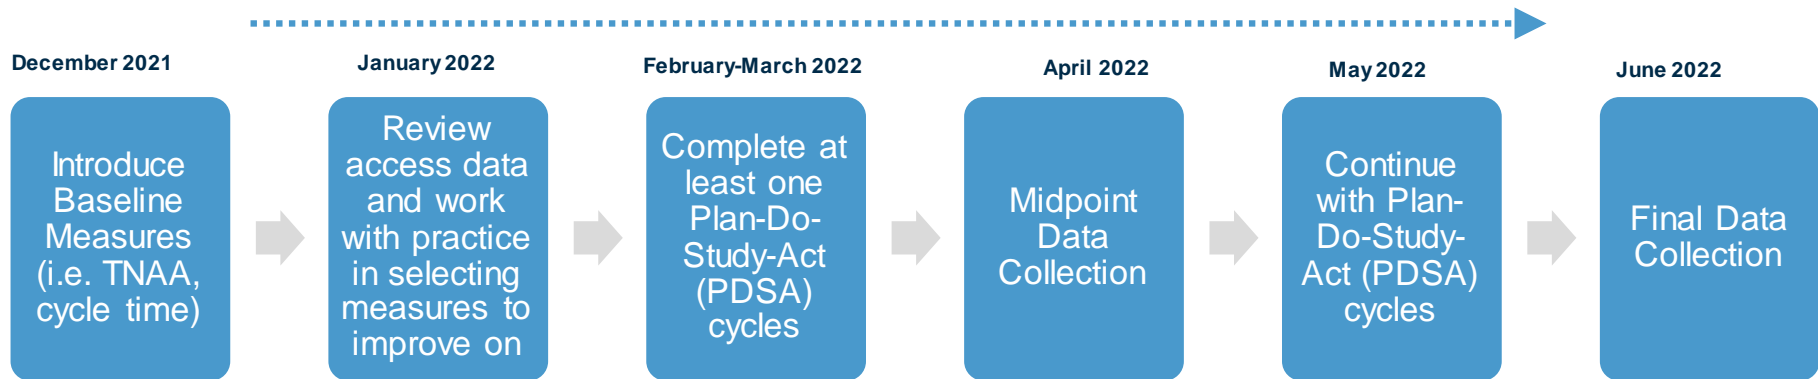 December 2021
Introduce
Baseline
Measures
(i.e. TNAA,
cycle time)
January 2022
Review
access data
and work
with practice
in selecting
measures to
improve on
February-March 2022
Complete at
least one
Plan-Do-
Study-Act
(PDSA)
cycles
April 2022
Midpoint
Data
Collection
May 2022
Continue
with Plan-
Do-Study-
Act (PDSA)
cycles
June 2022
Final Data
Collection